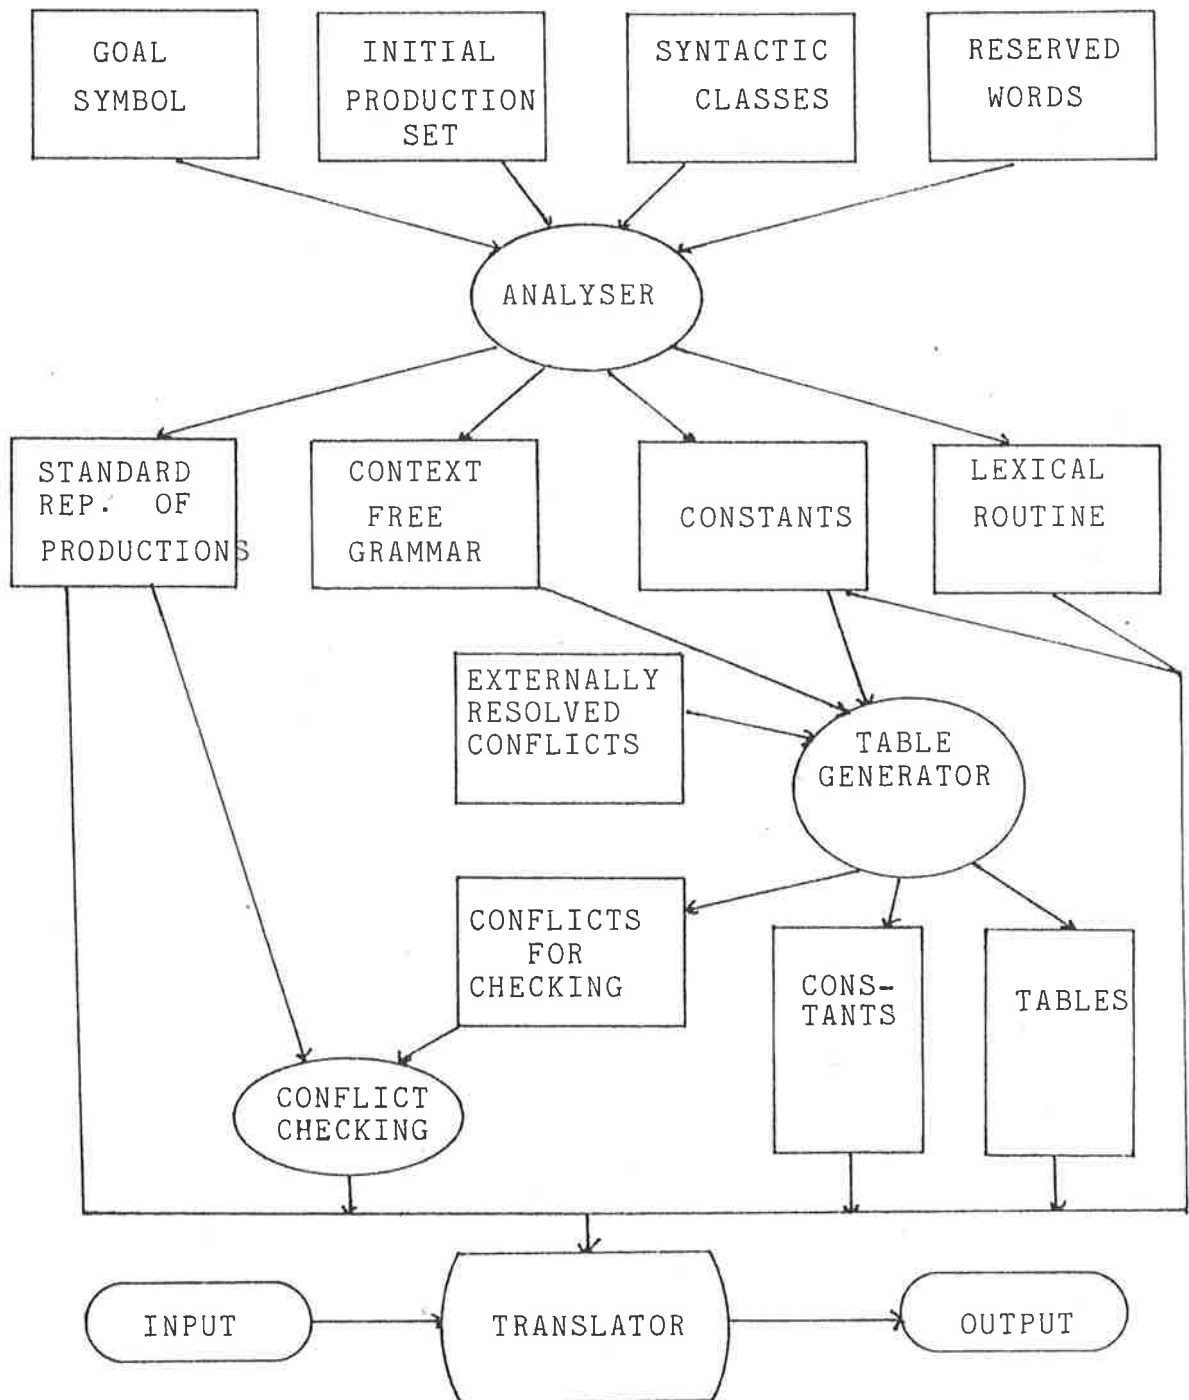 GOAL
SYMBOL
INITIAL
PRODUCTION
SET
SYNTACTIC
CLASSES
RESERVED
WORDS
ANALYSER
STANDARD
REP. OF
PRODUCTIONS
CONTEXT
FREE
GRAMMAR
CONSTANTS
LEXICAL
ROUTINE
EXTERNALLY
RESOLVED
CONFLICTS
TABLE
GENERATOR
CONFLICTS
FOR
CHECKING
CONS-
TANTS
TABLES
CONFLICT
CHECKING
INPUT
TRANSLATOR
OUTPUT